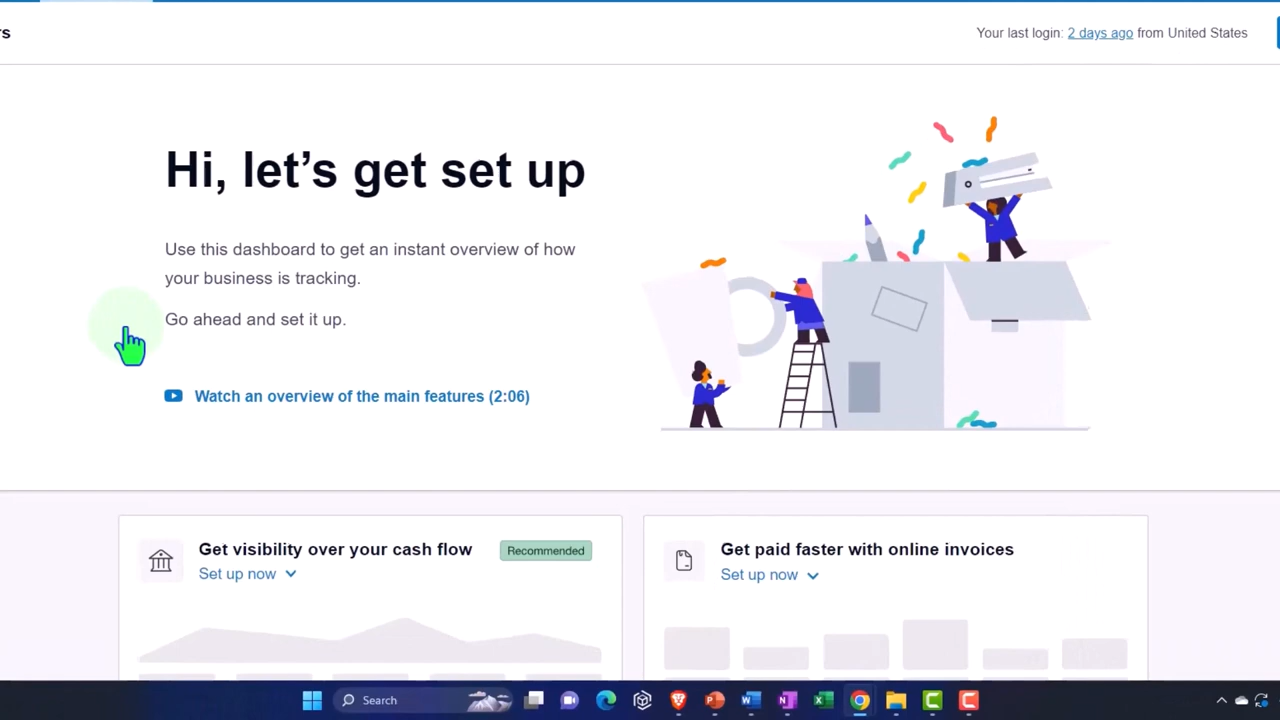 rs
Your last login: 2 days ago from United States
Hi, let’s get set up
Use this dashboard to get an instant overview of how
your business is tracking.
Go ahead and set it up.
Watch an overview of the main features (2:06)
Get visibility over your cash flow
Recommended
Set up now
Get paid faster with online invoices
Set up now
Search